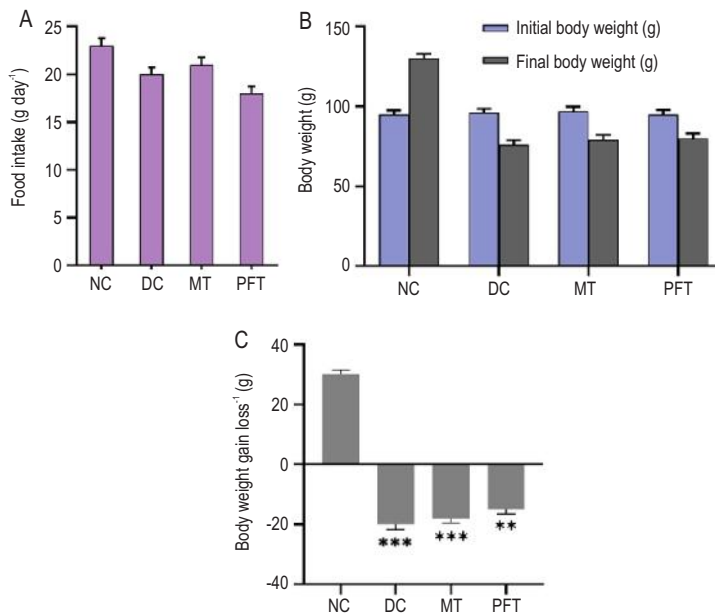 A
Food intake (g day⁻¹)
25
20
15
10
5
0
NC DC MT PFT
B
Initial body weight (g)
Final body weight (g)
Body weight (g)
150
100
50
0
NC DC MT PFT
C
Body weight gain loss⁻¹ (g)
40
20
0
-20
-40
*** *** **
NC DC MT PFT